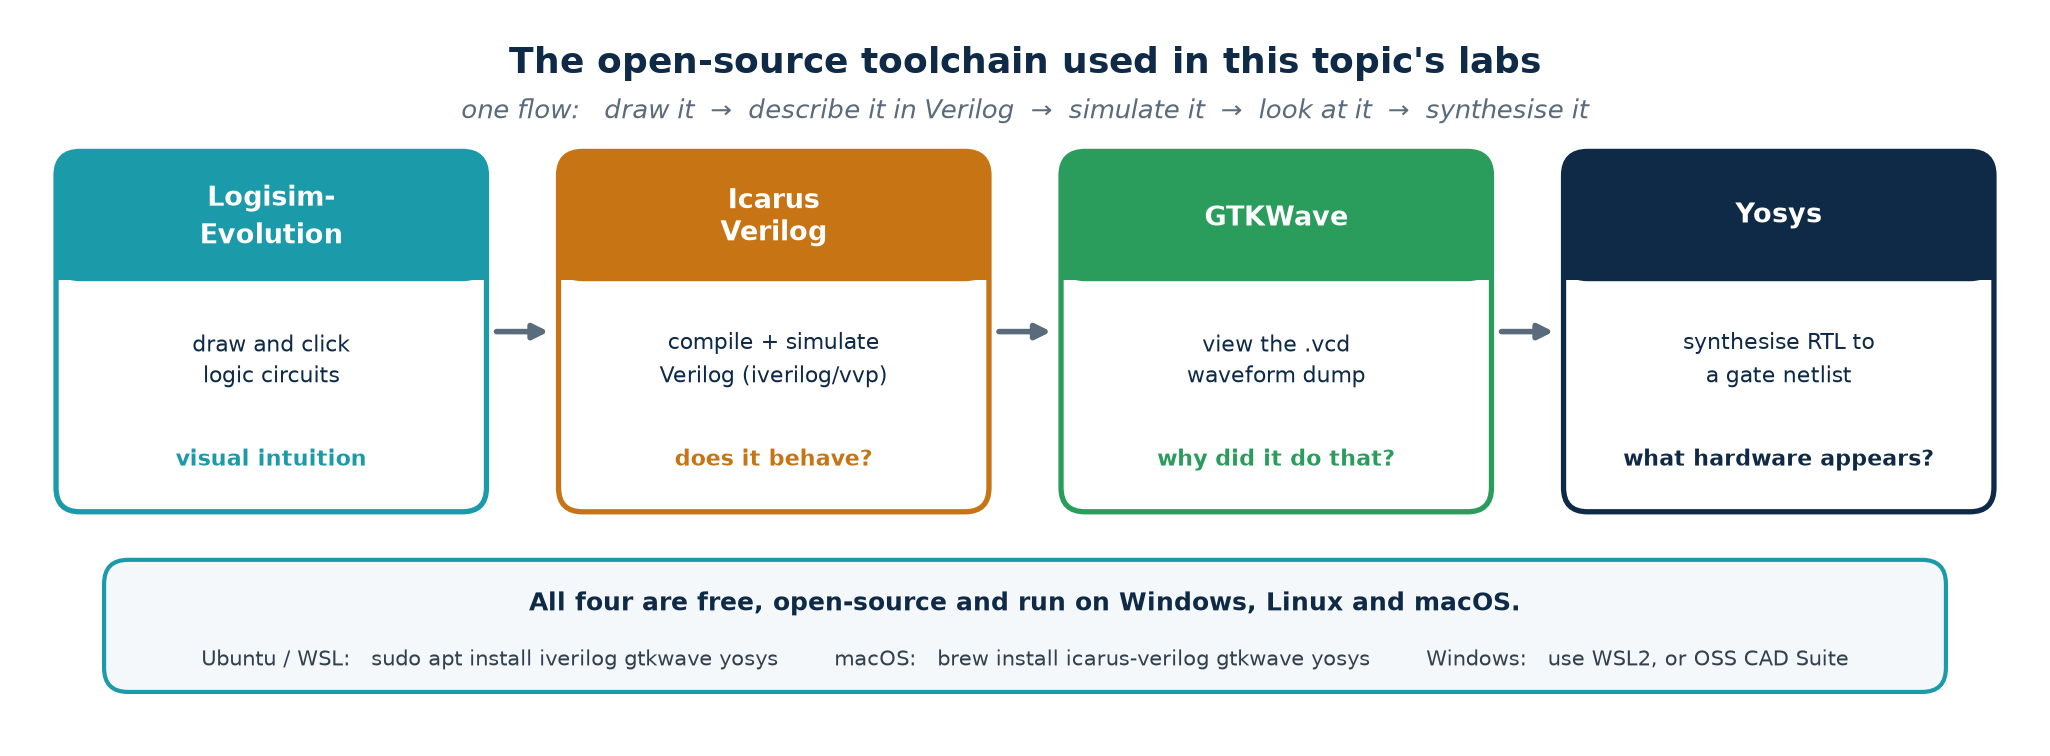 The open-source toolchain used in this topic's labs
one flow: draw it → describe it in Verilog → simulate it → look at it → synthesise it
Logisim-
Evolution
draw and click
logic circuits
visual intuition
Icarus
Verilog
compile + simulate
Verilog (iverilog/vvp)
does it behave?
GTKWave
view the .vcd
waveform dump
why did it do that?
Yosys
synthesise RTL to
a gate netlist
what hardware appears?
All four are free, open-source and run on Windows, Linux and macOS.
Ubuntu / WSL: sudo apt install iverilog gtkwave yosys macOS: brew install icarus-verilog gtkwave yosys Windows: use WSL2, or OSS CAD Suite